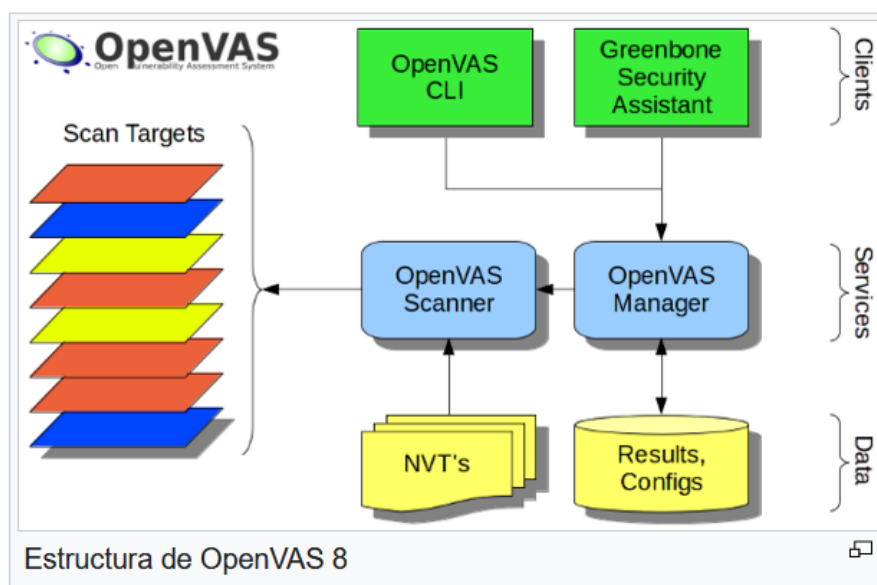 OpenVAS
Open Vulnerability Assessment System
OpenVAS
CLI
Greenbone
Security
Assistant
Clients
Scan Targets
OpenVAS
Scanner
OpenVAS
Manager
Services
NVT's
Results,
Configs
Data
Estructura de OpenVAS 8